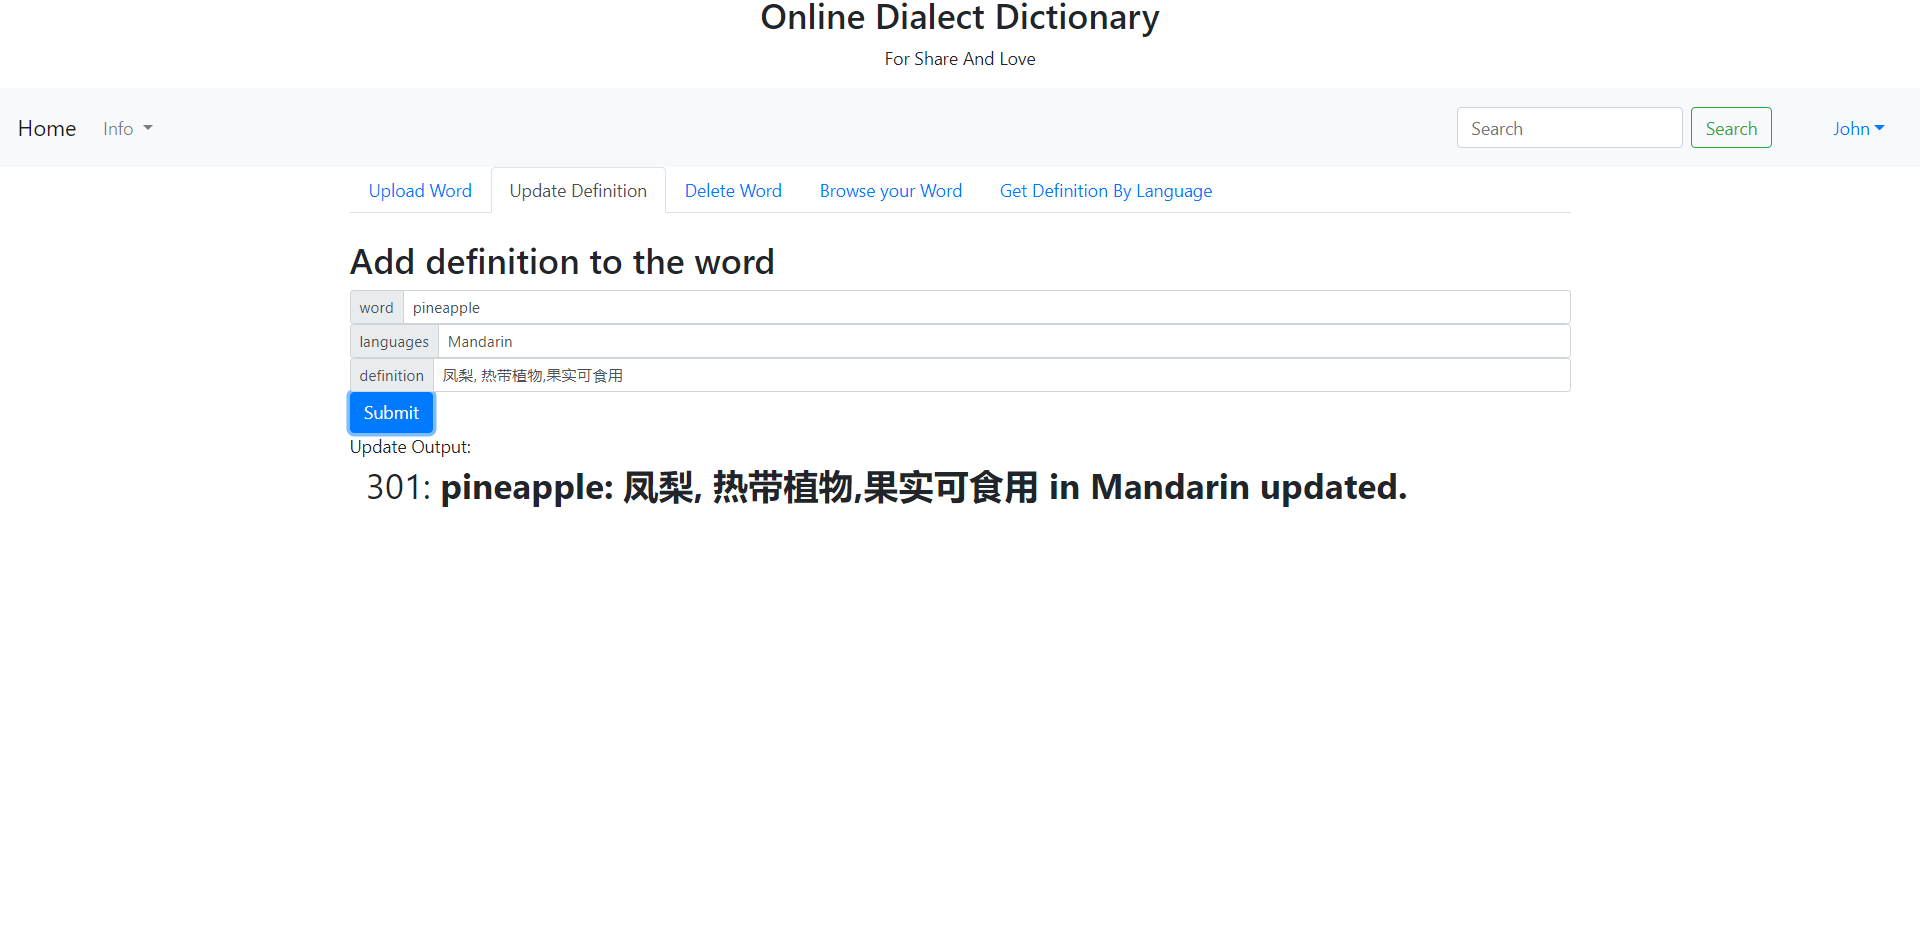 Online Dialect Dictionary
For Share And Love
Home Info Search Search John
Upload Word Update Definition Delete Word Browse your Word Get Definition By Language
Add definition to the word
word pineapple
languages Mandarin
definition 凤梨, 热带植物,果实可食用
Submit
Update Output:
301: pineapple: 凤梨, 热带植物,果实可食用 in Mandarin updated.